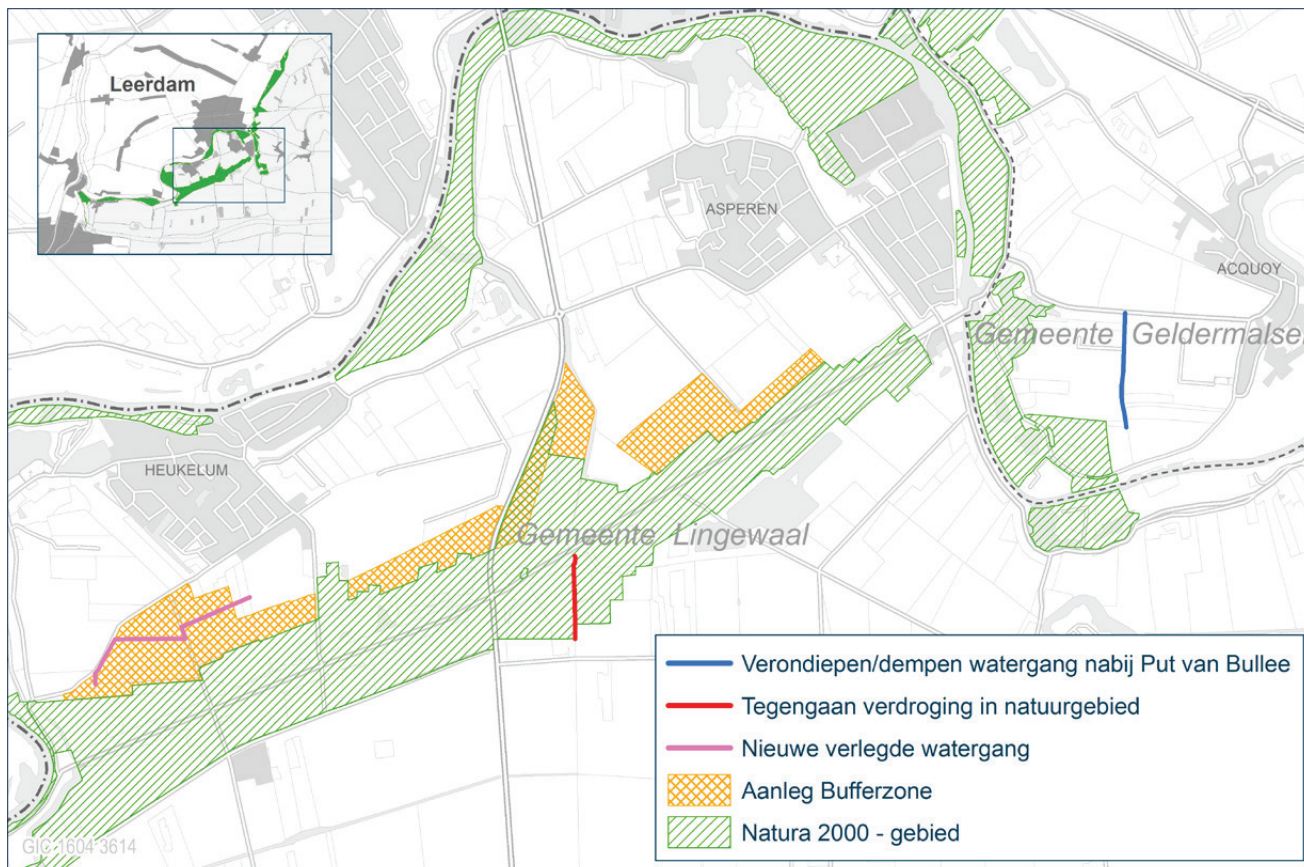 Leerdam
ASPEREN
ACQUOY
Gemeente Geldermalsen
HEUKELUM
Gemeente Lingewaal
Verondiepen/dempen watergang nabij Put van Bullee
Tegengaan verdroging in natuurgebied
Nieuwe verlegde watergang
Aanleg Bufferzone
Natura 2000 - gebied
GIC 1604 3614